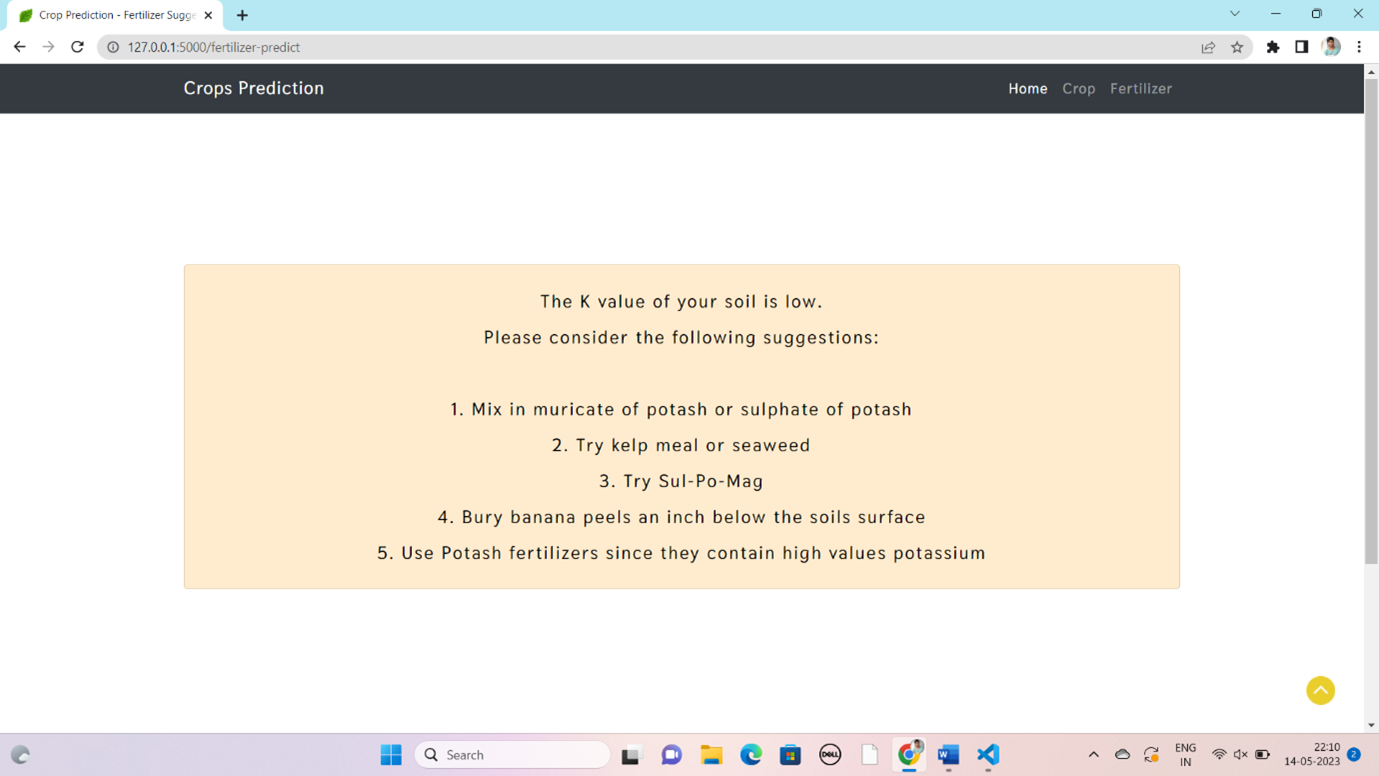 Crop Prediction - Fertilizer Sugge
127.0.0.1:5000/fertilizer-predict
Crops Prediction
Home Crop Fertilizer
The K value of your soil is low.
Please consider the following suggestions:
1. Mix in muricate of potash or sulphate of potash
2. Try kelp meal or seaweed
3. Try Sul-Po-Mag
4. Bury banana peels an inch below the soils surface
5. Use Potash fertilizers since they contain high values potassium
Search
DELL
W
ENG
IN
22:10
14-05-2023
2